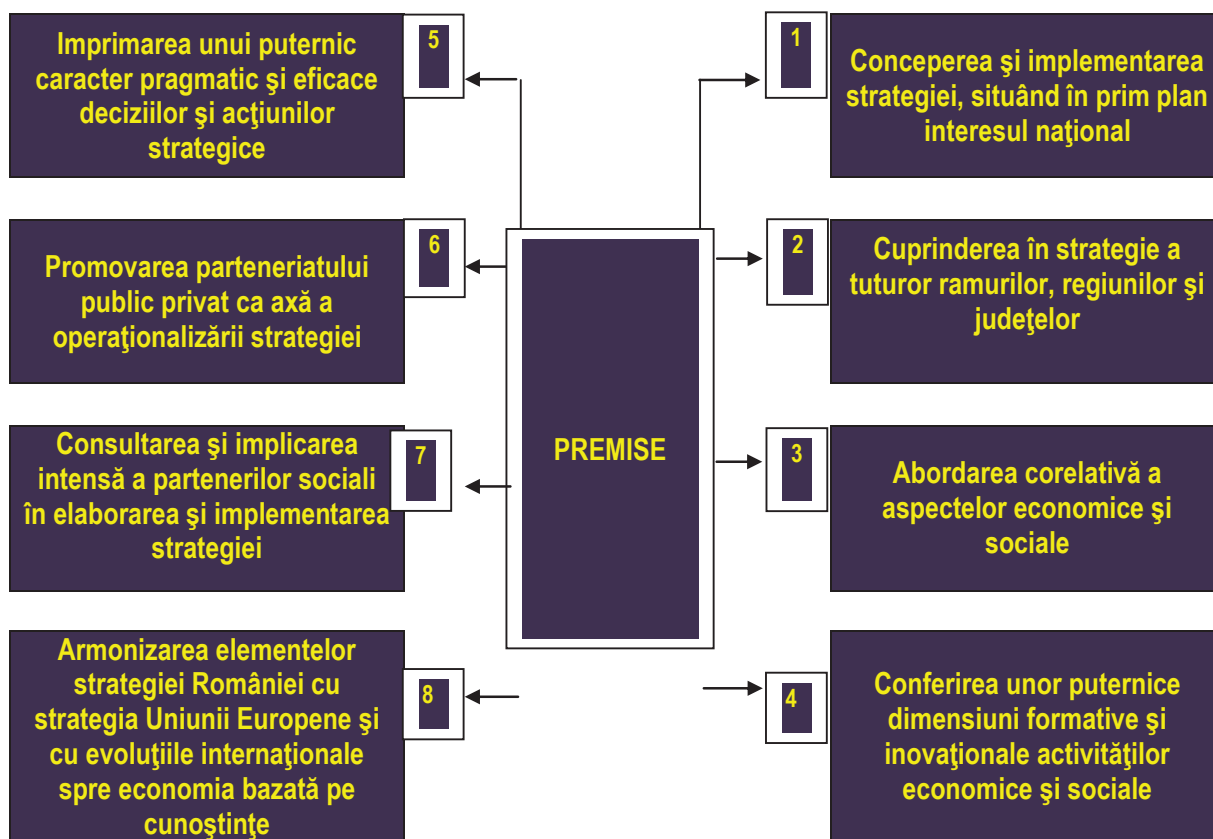 1
Conceperea şi implementarea
strategiei, situând în prim plan
interesul naţional
2
Cuprinderea în strategie a
tuturor ramurilor, regiunilor şi
judeţelor
3
Abordarea corelativă a
aspectelor economice şi
sociale
4
Conferirea unor puternice
dimensiuni formative şi
inovaţionale activităţilor
economice şi sociale
PREMISE
5
Imprimarea unui puternic
caracter pragmatic şi eficace
deciziilor şi acţiunilor
strategice
6
Promovarea parteneriatului
public privat ca axă a
operaţionalizării strategiei
7
Consultarea şi implicarea
intensă a partenerilor sociali
în elaborarea şi implementarea
strategiei
8
Armonizarea elementelor
strategiei României cu
strategia Uniunii Europene şi
cu evoluţiile internaţionale
spre economia bazată pe
cunoştinţe